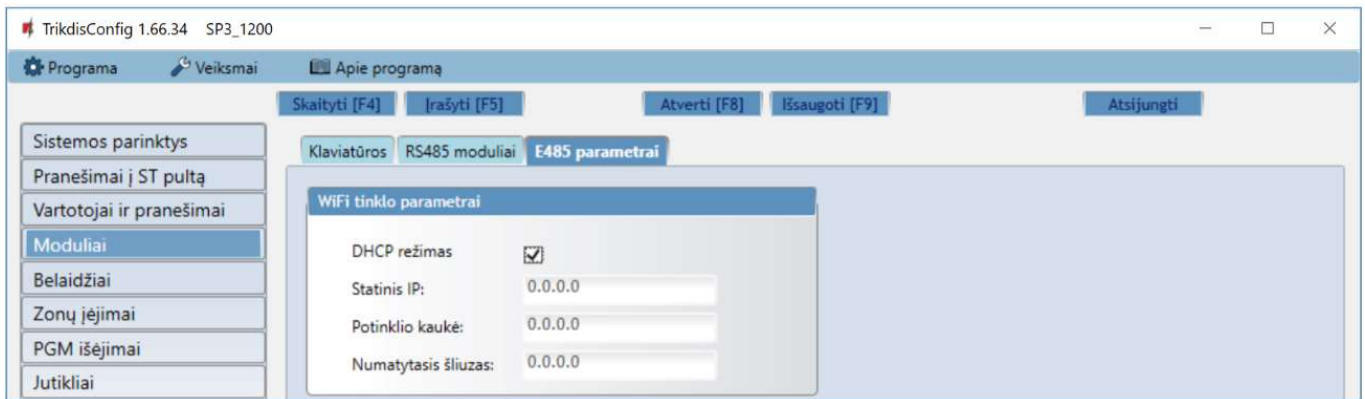 TrikdisConfig 1.66.34 SP3_1200
Programa Veiksmai Apie programą
Skaityti [F4] Įrašyti [F5] Atverti [F8] Išsaugoti [F9] Atsijungti
Sistemos parinktys
Pranešimai į ST pultą
Vartotojai ir pranešimai
Moduliai
Belaidžiai
Zonų įėjimai
PGM išėjimai
Jutikliai
Klaviatūros RS485 moduliai E485 parametrai
WiFi tinklo parametrai
DHCP režimas
Statinis IP: 0.0.0.0
Potinklio kaukė: 0.0.0.0
Numatytasis šliuzas: 0.0.0.0